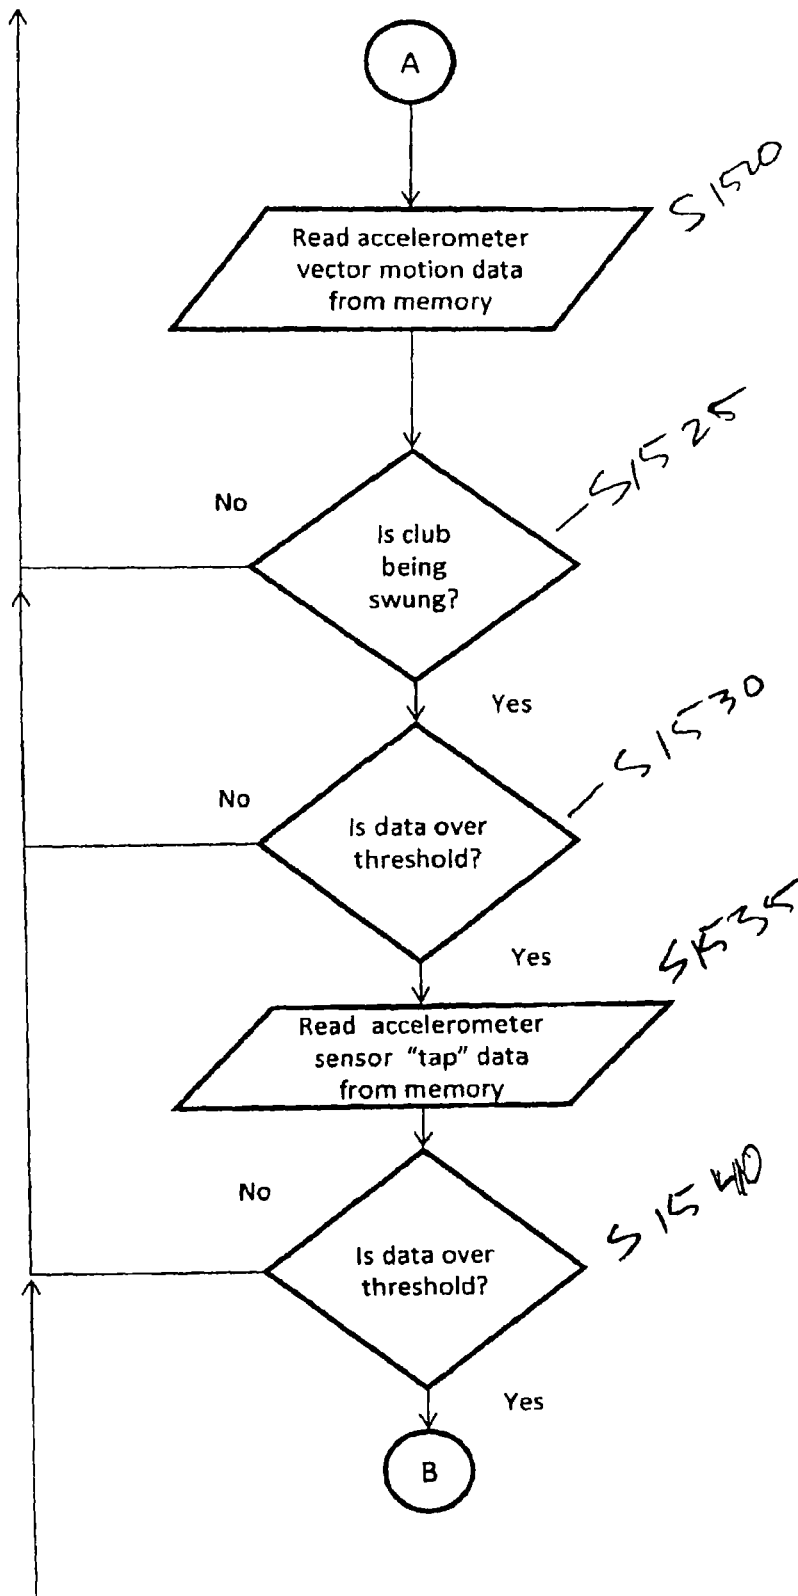 A
S1520
Read accelerometer
vector motion data
from memory
S1525
No
Is club
being
swung?
Yes
S1530
No
Is data over
threshold?
Yes
S1535
Read accelerometer
sensor "tap" data
from memory
S1540
No
Is data over
threshold?
Yes
B